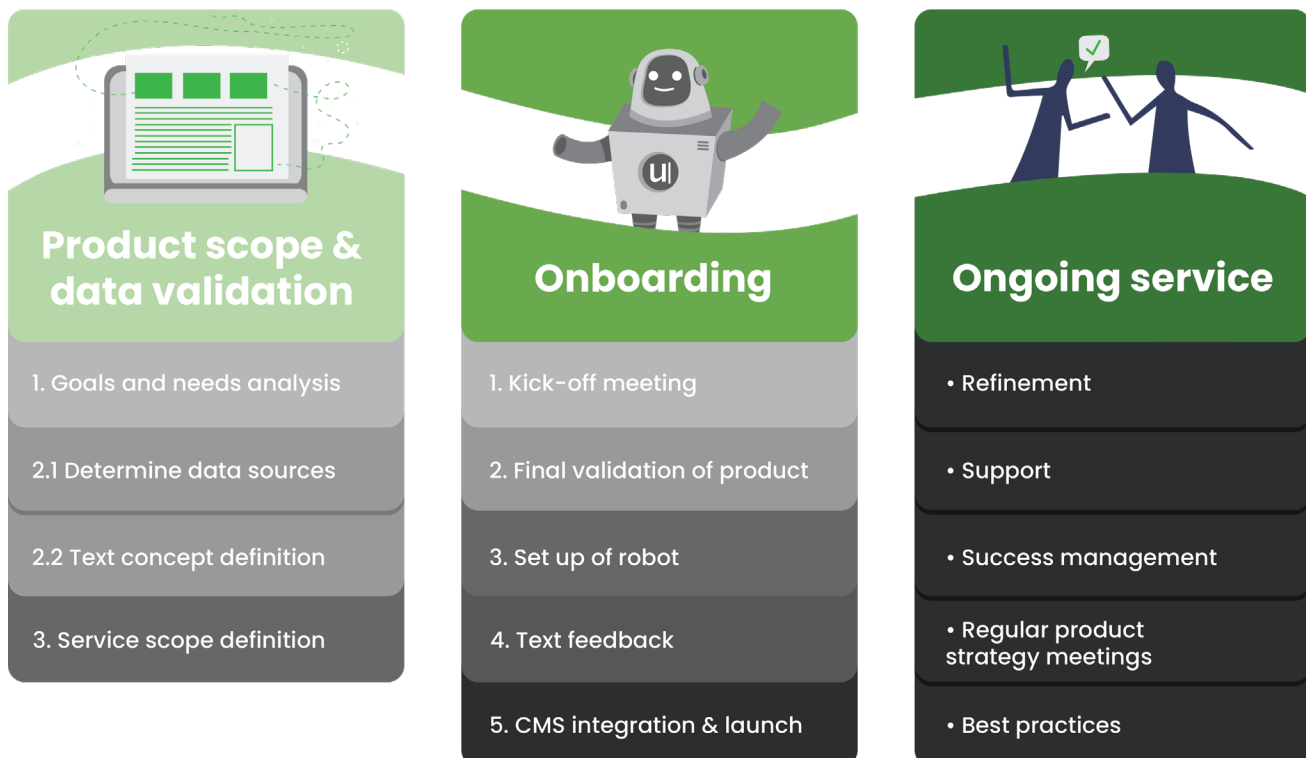 Product scope &
data validation
1. Goals and needs analysis
2.1 Determine data sources
2.2 Text concept definition
3. Service scope definition
u|
Onboarding
1. Kick-off meeting
2. Final validation of product
3. Set up of robot
4. Text feedback
5. CMS integration & launch
Ongoing service
• Refinement
• Support
• Success management
• Regular product
strategy meetings
• Best practices